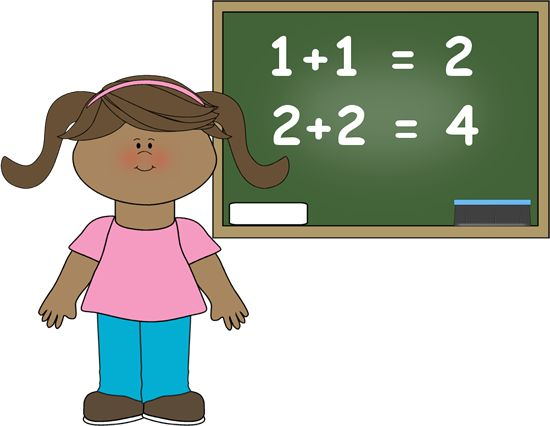 1+1 = 2
2+2 = 4